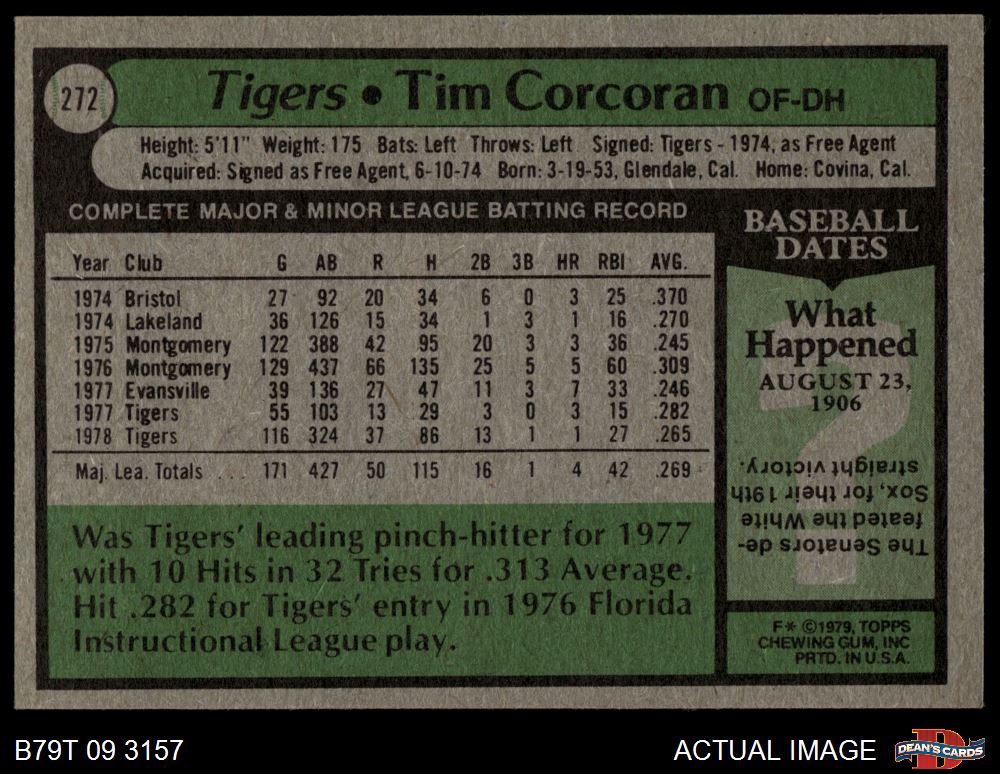 272
Tigers • Tim Corcoran OF-DH
Height: 5'11" Weight: 175 Bats: Left Throws: Left Signed: Tigers - 1974, as Free Agent
Acquired: Signed as Free Agent, 6-10-74 Born: 3-19-53, Glendale, Cal. Home: Covina, Cal.
COMPLETE MAJOR & MINOR LEAGUE BATTING RECORD
Year Club G AB R H 2B 3B HR RBI AVG.
1974 Bristol 27 92 20 34 6 0 3 25 .370
1974 Lakeland 36 126 15 34 1 3 1 16 .270
1975 Montgomery 122 388 42 95 20 3 3 36 .245
1976 Montgomery 129 437 66 135 25 5 5 60 .309
1977 Evansville 39 136 27 47 11 3 7 33 .246
1977 Tigers 55 103 13 29 3 0 3 15 .282
1978 Tigers 116 324 37 86 13 1 1 27 .265
Maj. Lea. Totals ... 171 427 50 115 16 1 4 42 .269
Was Tigers' leading pinch-hitter for 1977
with 10 Hits in 32 Tries for .313 Average.
Hit .282 for Tigers' entry in 1976 Florida
Instructional League play.
BASEBALL
DATES
What
Happened
AUGUST 23,
1906
?
The Senators de-
feated the White
Sox, for their 19th
straight victory.
F* ©1979, TOPPS
CHEWING GUM, INC
PRTD. IN U.S.A.
B79T 09 3157
ACTUAL IMAGE
D
DEAN'S CARDS